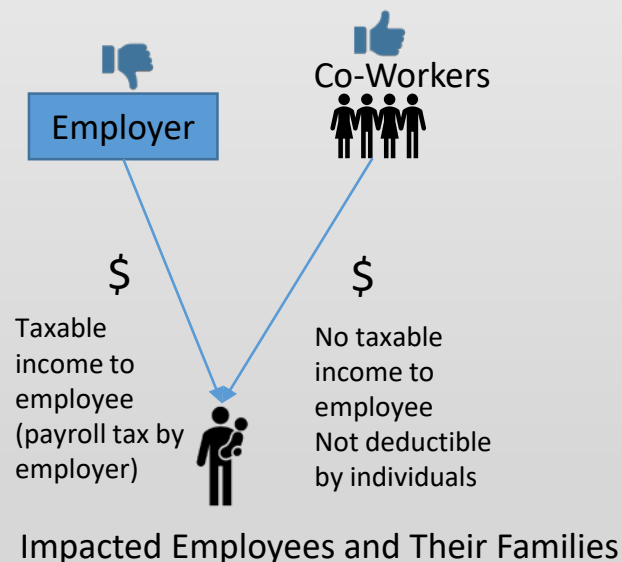 Co-Workers
Employer
$
$
Taxable
income to
employee
(payroll tax by
employer)
No taxable
income to
employee
Not deductible
by individuals
Impacted Employees and Their Families